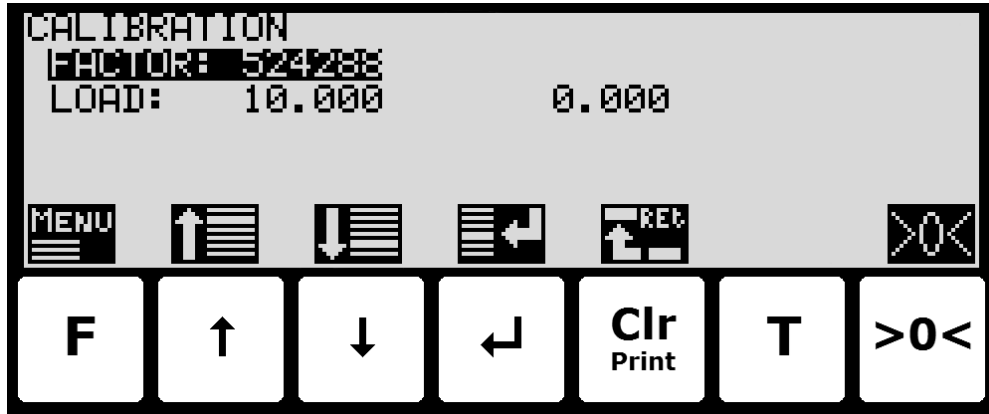 CALIBRATION
FACTOR: 524288
LOAD: 10.000 0.000
MENU RET >0<
F ↑ ↓ ↵ Clr T >0<
Print